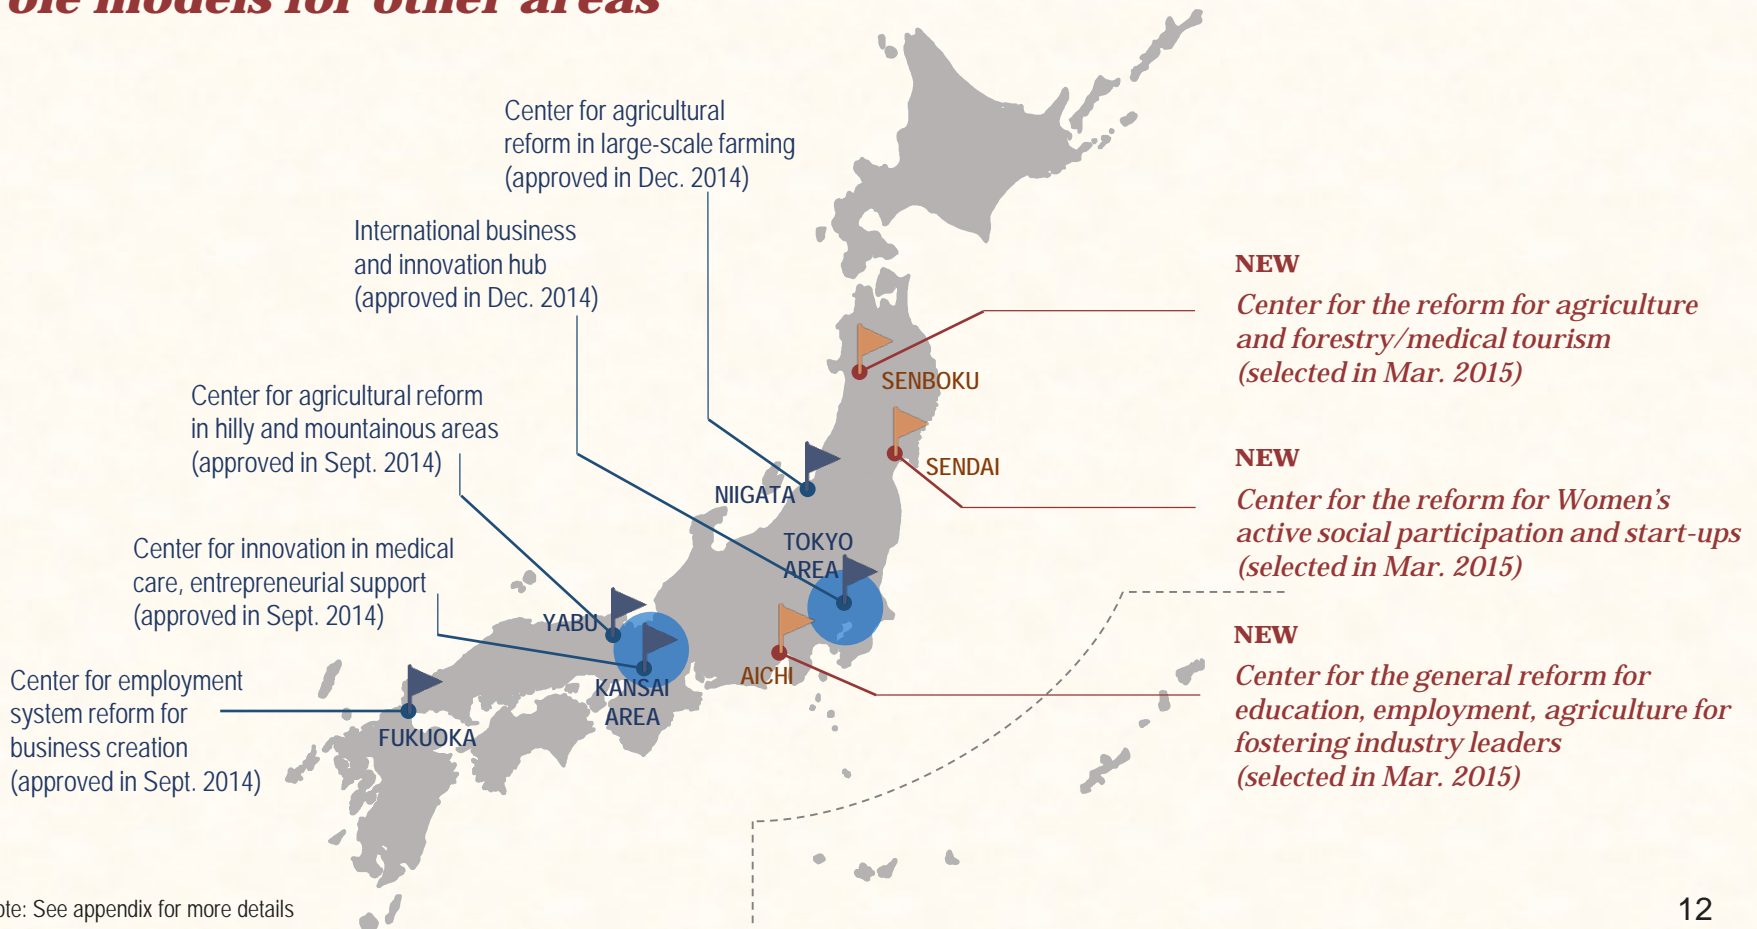 ole models for other areas
Center for agricultural
reform in large-scale farming
(approved in Dec. 2014)
International business
and innovation hub
(approved in Dec. 2014)
Center for agricultural reform
in hilly and mountainous areas
(approved in Sept. 2014)
Center for innovation in medical
care, entrepreneurial support
(approved in Sept. 2014)
Center for employment
system reform for
business creation
(approved in Sept. 2014)
SENBOKU
SENDAI
NIIGATA
TOKYO
AREA
YABU
KANSAI
AREA
AICHI
FUKUOKA
NEW
Center for the reform for agriculture
and forestry/medical tourism
(selected in Mar. 2015)
NEW
Center for the reform for Women's
active social participation and start-ups
(selected in Mar. 2015)
NEW
Center for the general reform for
education, employment, agriculture for
fostering industry leaders
(selected in Mar. 2015)
ote: See appendix for more details
12